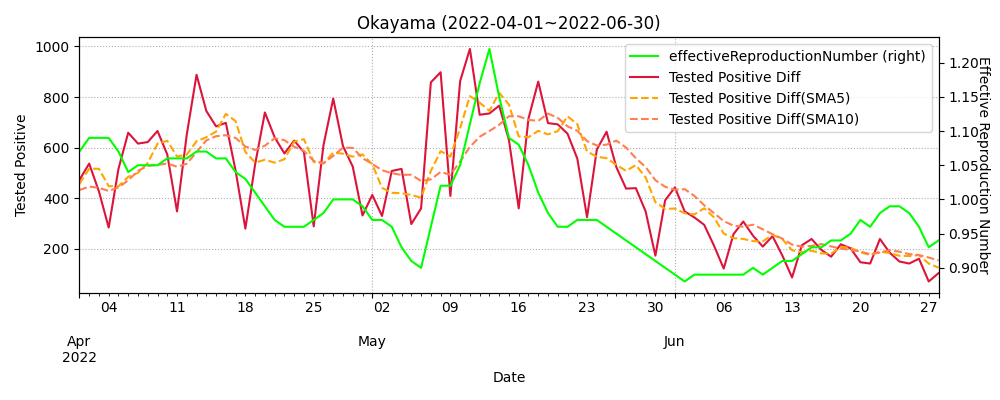 Okayama (2022-04-01~2022-06-30)
effectiveReproductionNumber (right)
Tested Positive Diff
Tested Positive Diff(SMA5)
Tested Positive Diff(SMA10)
Tested Positive
1000
800
600
400
200
Effective Reproduction Number
1.20
1.15
1.10
1.05
1.00
0.95
0.90
04 11 18 25 02 09 16 23 30 06 13 20 27
Apr May Jun
2022
Date